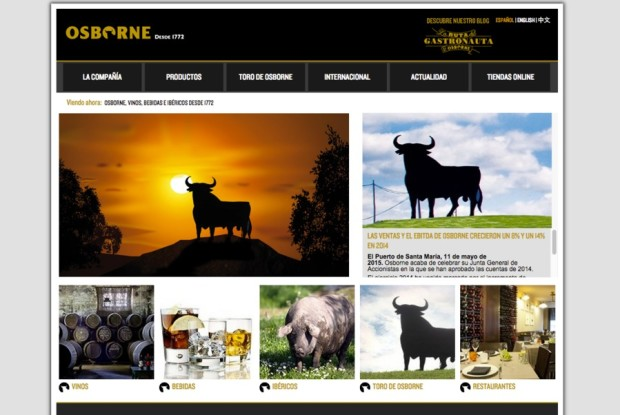 OSBORNE DESDE 1772
DESCUBRE NUESTRO BLOG
RUTA
GASTRONAUTA
OSBORNE
ESPAÑOL | ENGLISH | 中文
LA COMPAÑÍA
PRODUCTOS
TORO DE OSBORNE
INTERNACIONAL
ACTUALIDAD
TIENDAS ONLINE
Viendo ahora: OSBORNE, VINOS, BEBIDAS E IBÉRICOS DESDE 1772
LAS VENTAS Y EL EBITDA DE OSBORNE CRECIERON UN 8% Y UN 14%
EN 2014
El Puerto de Santa María, 11 de mayo de
2015. Osborne acaba de celebrar su Junta General de
Accionistas en la que se han aprobado las cuentas de 2014.
VINOS
BEBIDAS
IBÉRICOS
TORO DE OSBORNE
RESTAURANTES